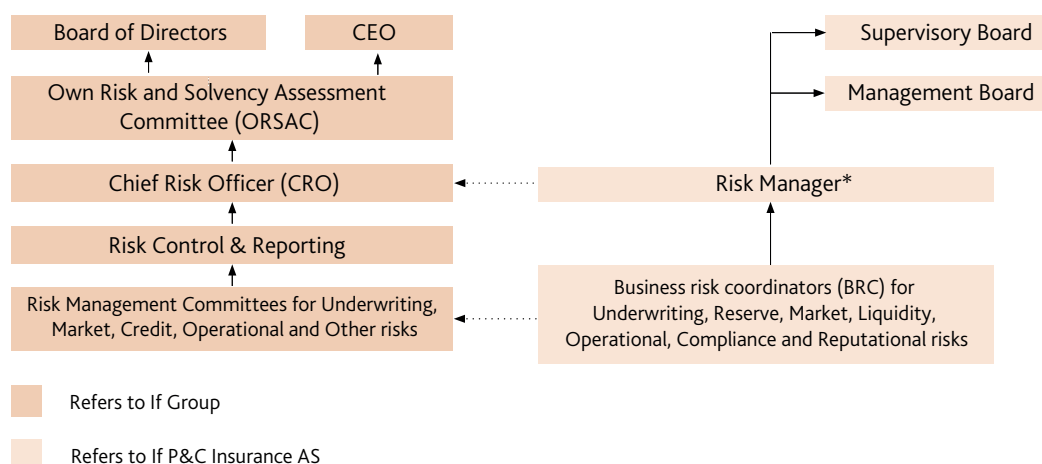 Board of Directors
CEO
Own Risk and Solvency Assessment
Committee (ORSAC)
Chief Risk Officer (CRO)
Risk Control & Reporting
Risk Management Committees for Underwriting,
Market, Credit, Operational and Other risks
Supervisory Board
Management Board
Risk Manager*
Business risk coordinators (BRC) for
Underwriting, Reserve, Market, Liquidity,
Operational, Compliance and Reputational risks
Refers to If Group
Refers to If P&C Insurance AS